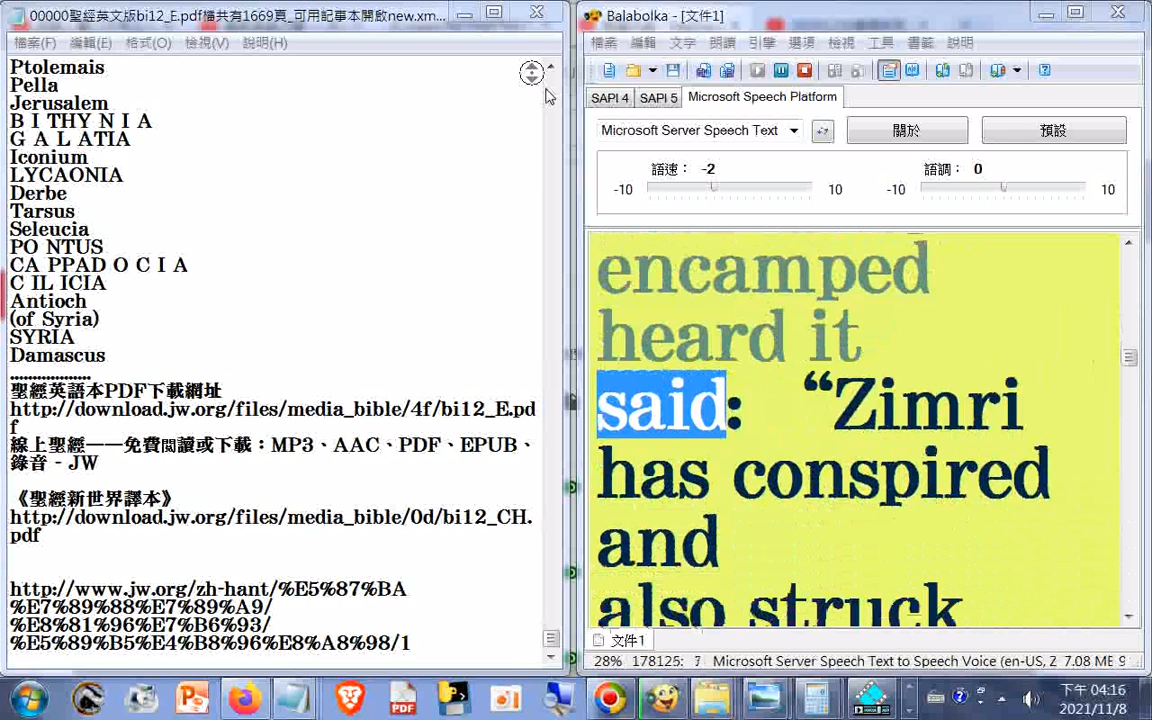 00000聖經英文版bi12_E.pdf檔共有1669頁_可用記事本開啟new.xm...
檔案(F) 編輯(E) 格式(O) 檢視(V) 說明(H)
Ptolemais
Pella
Jerusalem
B I THY N I A
G A L ATIA
Iconium
LYCAONIA
Derbe
Tarsus
Seleucia
PO NTUS
CA PPAD O C I A
C IL ICIA
Antioch
(of Syria)
SYRIA
Damascus
..................
聖經英語本PDF下載網址
http://download.jw.org/files/media_bible/4f/bi12_E.pd
f
線上聖經——免費閱讀或下載：MP3、AAC、PDF、EPUB、
錄音 - JW
《聖經新世界譯本》
http://download.jw.org/files/media_bible/0d/bi12_CH.
pdf
http://www.jw.org/zh-hant/%E5%87%BA
%E7%89%88%E7%89%A9/
%E8%81%96%E7%B6%93/
%E5%89%B5%E4%B8%96%E8%A8%98/1
Balabolka - [文件1]
檔案 編輯 文字 朗讀 引擎 選項 檢視 工具 書籤 說明
SAPI 4 SAPI 5 Microsoft Speech Platform
Microsoft Server Speech Text 關於 預設
語速： -2 語調： 0
-10 10 -10 10
encamped
heard it
said: “Zimri
has conspired
and
also struck
文件1
28% 178125: ? Microsoft Server Speech Text to Speech Voice (en-US, Z 7.08 MB 9
PDF
下午 04:16
2021/11/8